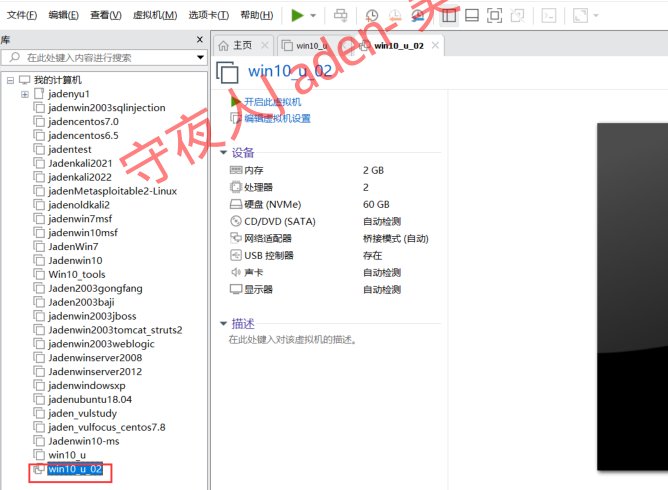 文件(F) 编辑(E) 查看(V) 虚拟机(M) 选项卡(T) 帮助(H)
库
在此处键入内容进行搜索
我的计算机
jadenyu1
Jadenwin2003sqlinjection
jadencentos7.0
jadencentos6.5
jadentest
Jadenkali2021
jadenkali2022
jadenMetasploitable2-Linux
jadenoldkali2
jadenwin7msf
jadenwin10msf
JadenWin7
Jadenwin10
Win10_tools
Jaden2003gongfang
Jaden2003baji
jadenwin2003jboss
Jadenwin2003tomcat_struts2
jadenwin2003weblogic
Jadenwinserver2008
Jadenwinserver2012
jadenwindowsxp
jadenubuntu18.04
jaden_vulstudy
jaden_vulfocus_centos7.8
Jadenwin10-ms
win10_u
win10_u_02
主页 win10_u win10_u_02
win10_u_02
开启此虚拟机
编辑虚拟机设置
设备
内存 2 GB
处理器 2
硬盘 (NVMe) 60 GB
CD/DVD (SATA) 自动检测
网络适配器 桥接模式 (自动)
USB 控制器 存在
声卡 自动检测
显示器 自动检测
描述
在此处键入对该虚拟机的描述。
守夜人Jaden-